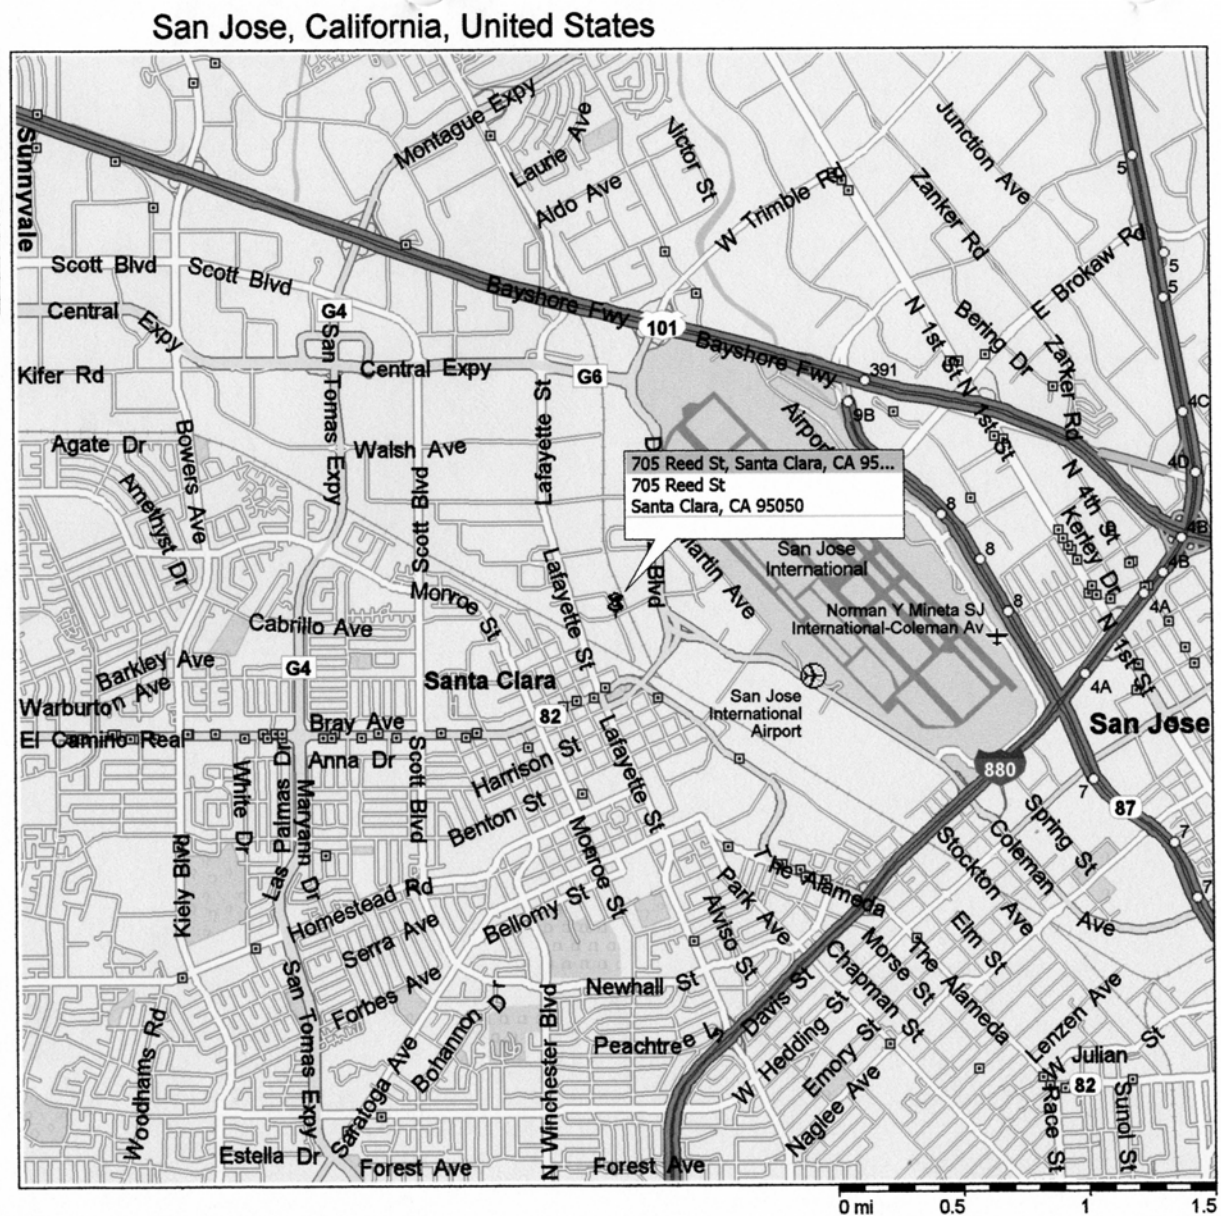 San Jose, California, United States
Sunnyvale
Montague Expy
Laurie Ave
Aldo Ave
Victor St
W Trimble Rd
Junction Ave
Zanker Rd
E Brokaw Rd
5
5
5
Scott Blvd
Scott Blvd
Central Expy
G4
Bayshore Fwy
101
Bayshore Fwy
N 1st St
Bering Dr
Zanker Rd
Kifer Rd
San Tomas Expy
Central Expy
G6
391
9B
4C
Lafayette St
Airport
N 1st St
Agate Dr
Bowers Ave
Walsh Ave
Scott Blvd
4D
705 Reed St, Santa Clara, CA 95...
705 Reed St
Santa Clara, CA 95050
Amethyst Dr
N 4th St
Kerley Dr
8
8
8
4B
4B
4A
Monroe St
Lafayette St
Blvd
Martin Ave
San Jose
International
Norman Y Mineta SJ
International-Coleman Av
N 1st St
Cabrillo Ave
Barkley Ave
G4
Warburton Ave
Santa Clara
82
San Jose
International
Airport
4A
San Jose
Bray Ave
El Camino Real
Anna Dr
Scott Blvd
Harrison St
Lafayette St
880
7
87
7
7
White Dr
Las Palmas Dr
Maryann Dr
Benton St
Monroe St
Spring St
Coleman Ave
Stockton Ave
Kiely Blvd
Homestead Rd
Serra Ave
Bellomy St
The Alameda
Park Ave
Alviso St
Elm St
Morse St
The Alameda
Chapman St
San Tomas Expy
Forbes Ave
Newhall St
Davis St
W Hedding St
Lenzen Ave
Woodhams Rd
Saratoga Ave
Bohannon Dr
N Winchester Blvd
Peachtree Ln
Emory St
Naglee Ave
W Julian St
82
Race St
Sunol St
Estella Dr
Forest Ave
Forest Ave
0 mi 0.5 1 1.5